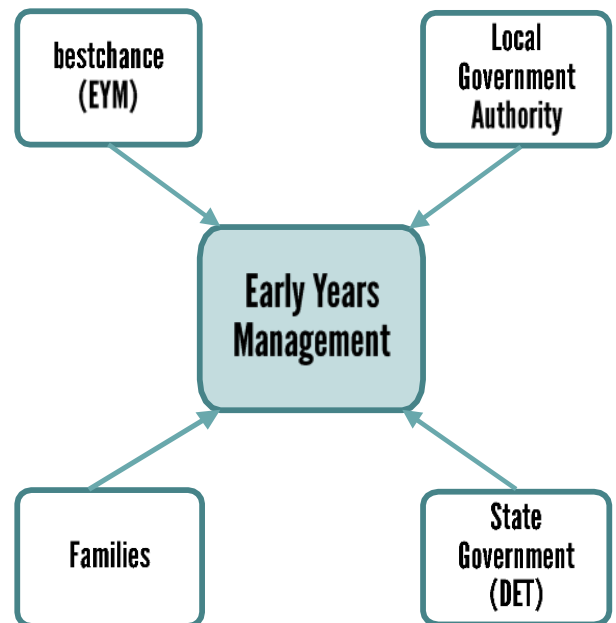 bestchance
(EYM)
Local
Government
Authority
Early Years
Management
Families
State
Government
(DET)